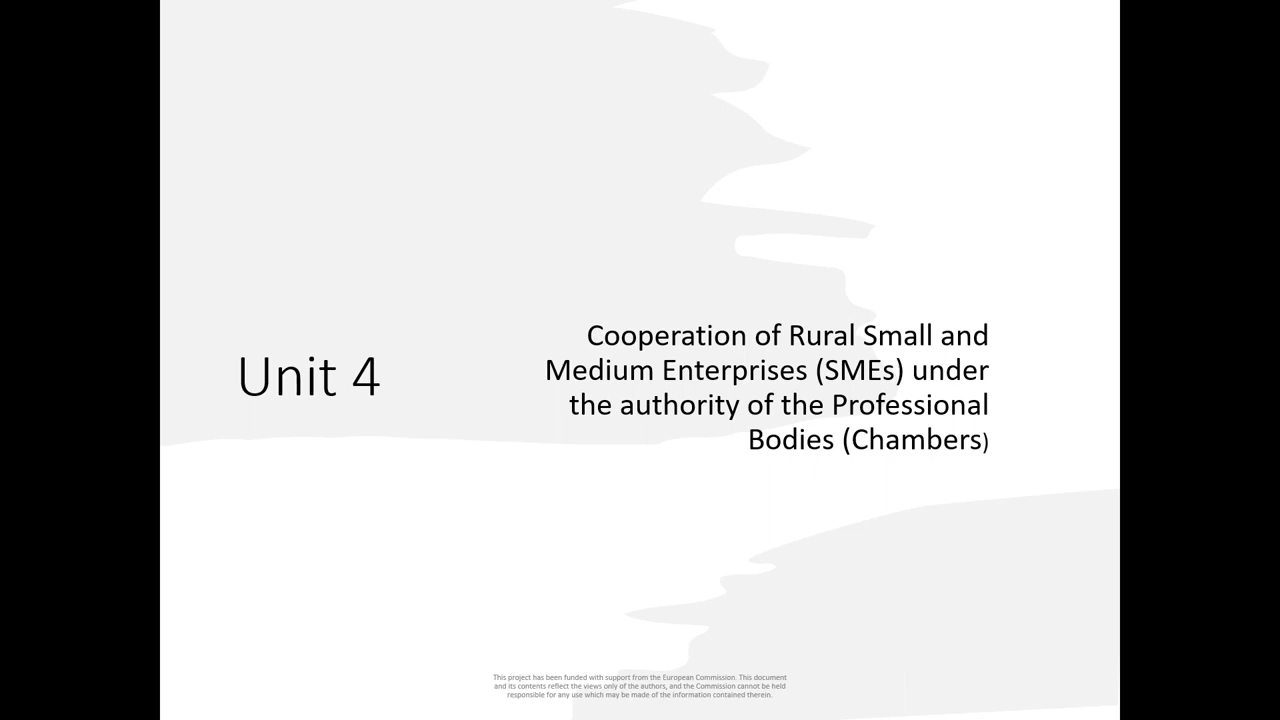 Unit 4
Cooperation of Rural Small and
Medium Enterprises (SMEs) under
the authority of the Professional
Bodies (Chambers)
This project has been funded with support from the European Commission. This document
and its contents reflect the views only of the authors, and the Commission cannot be held
responsible for any use which may be made of the information contained therein.